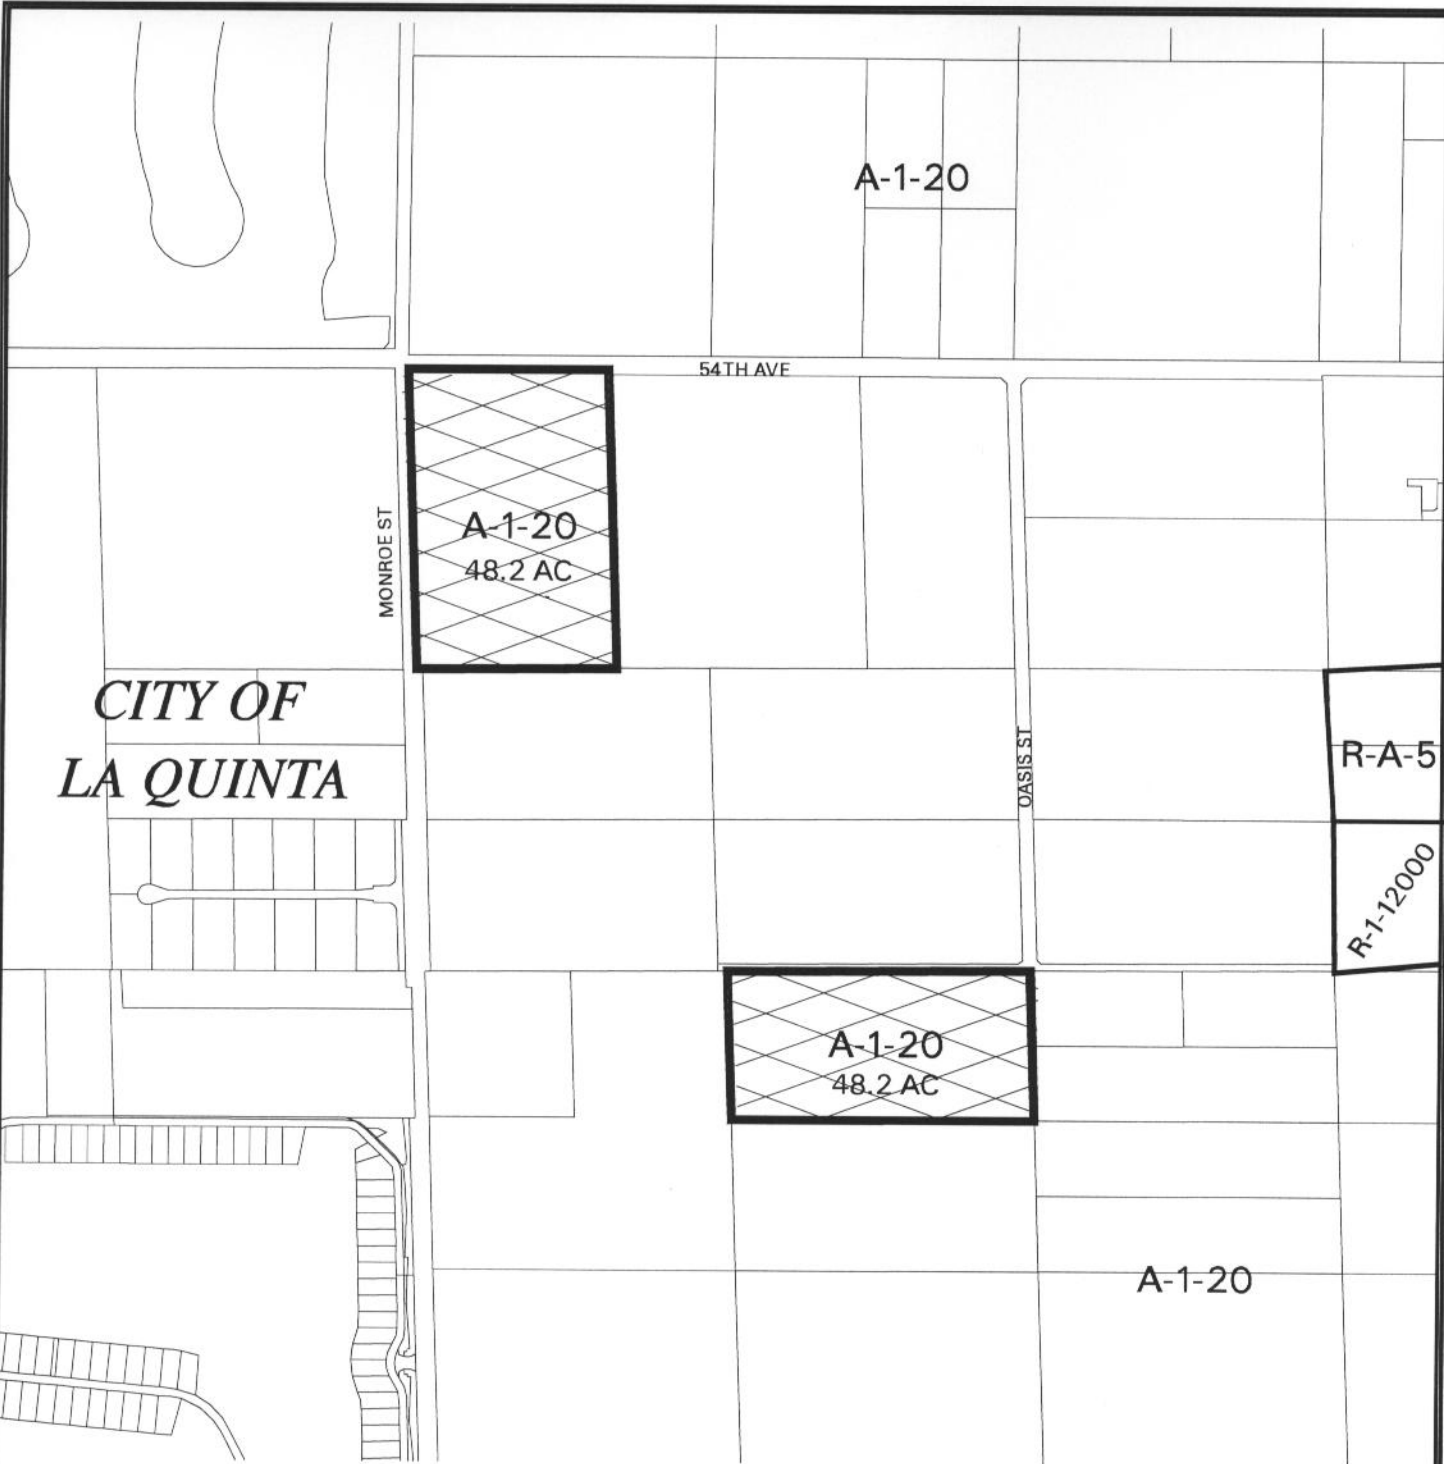 A-1-20
54TH AVE
MONROE ST
A-1-20
48.2 AC
CITY OF
LA QUINTA
OASIS ST
R-A-5
R-1-12000
A-1-20
48.2 AC
A-1-20